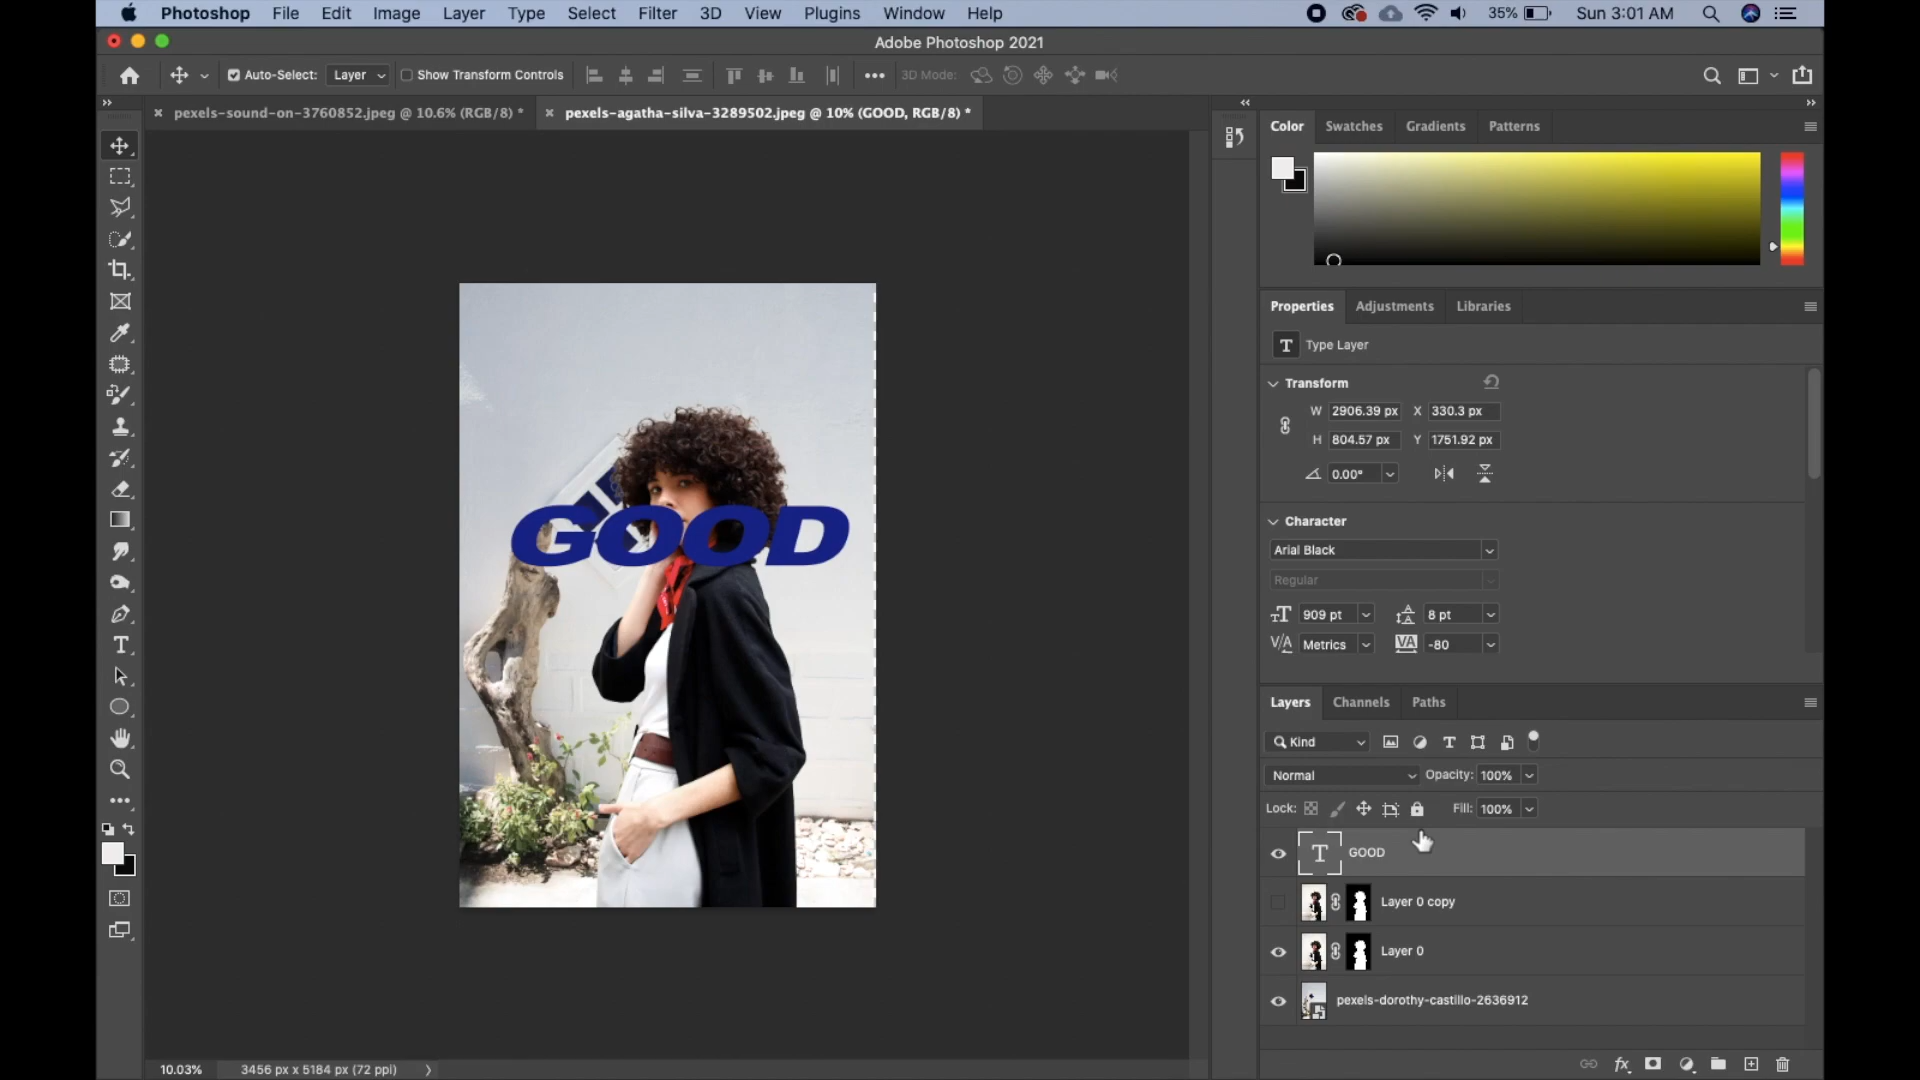 Photoshop File Edit Image Layer Type Select Filter 3D View Plugins Window Help 35% Sun 3:01 AM
Adobe Photoshop 2021
Auto-Select: Layer Show Transform Controls 3D Mode:
pexels-sound-on-3760852.jpeg @ 10.6% (RGB/8) * pexels-agatha-silva-3289502.jpeg @ 10% (GOOD, RGB/8) *
Color Swatches Gradients Patterns
Properties Adjustments Libraries
T Type Layer
Transform
W 2906.39 px X 330.3 px
H 804.57 px Y 1751.92 px
0.00°
Character
Arial Black
Regular
909 pt 8 pt
Metrics -80
GOOD
Layers Channels Paths
Kind
Normal Opacity: 100%
Lock: Fill: 100%
T GOOD
Layer 0 copy
Layer 0
pexels-dorothy-castillo-2636912
10.03% 3456 px x 5184 px (72 ppi)